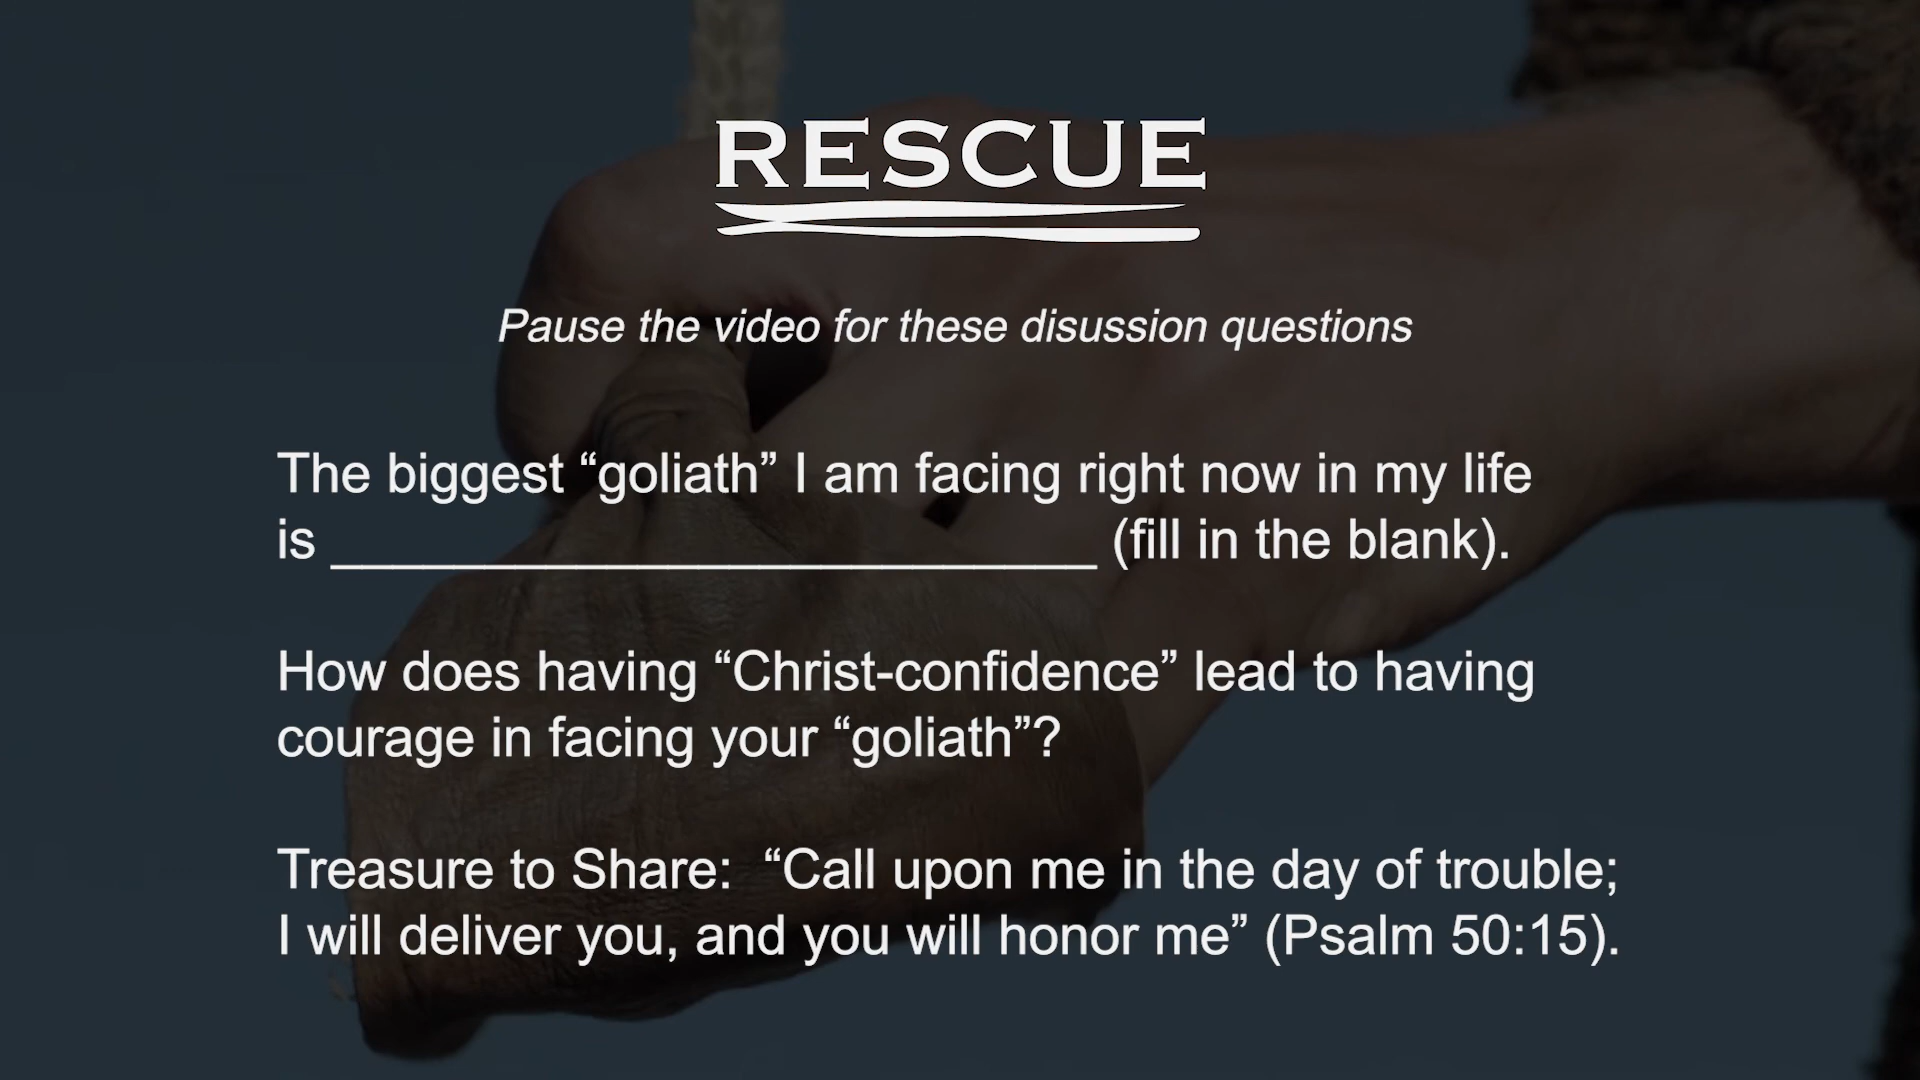 RESCUE
Pause the video for these disussion questions
The biggest “goliath” I am facing right now in my life
is _________________________ (fill in the blank).
How does having “Christ-confidence” lead to having
courage in facing your “goliath”?
Treasure to Share:  “Call upon me in the day of trouble;
I will deliver you, and you will honor me” (Psalm 50:15).